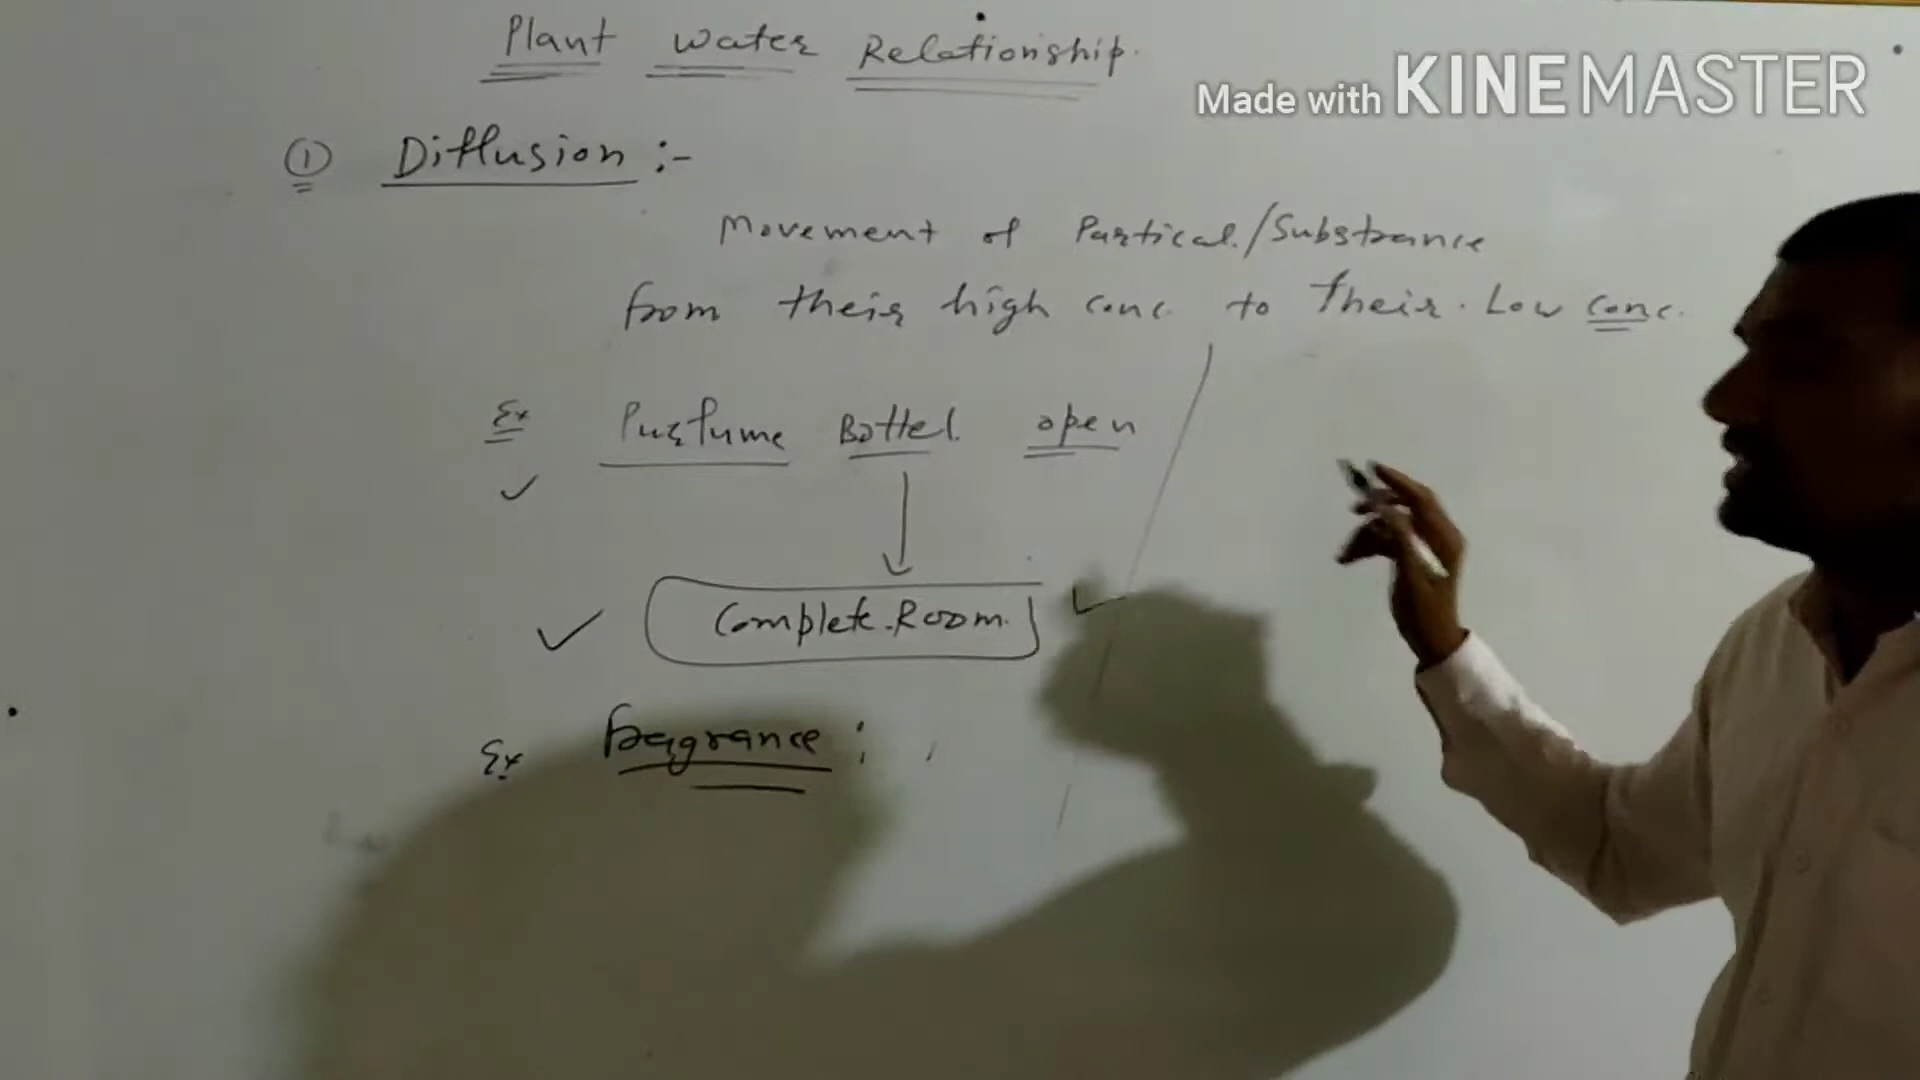 Plant water Relationship.
Made with KINEMASTER
① Diffusion :-
Movement of Partical./Substrance
from their high conc. to Their. Low conc.
Ex Purfume Bottel. open
Complete.Room.
Ex Fragrance ;